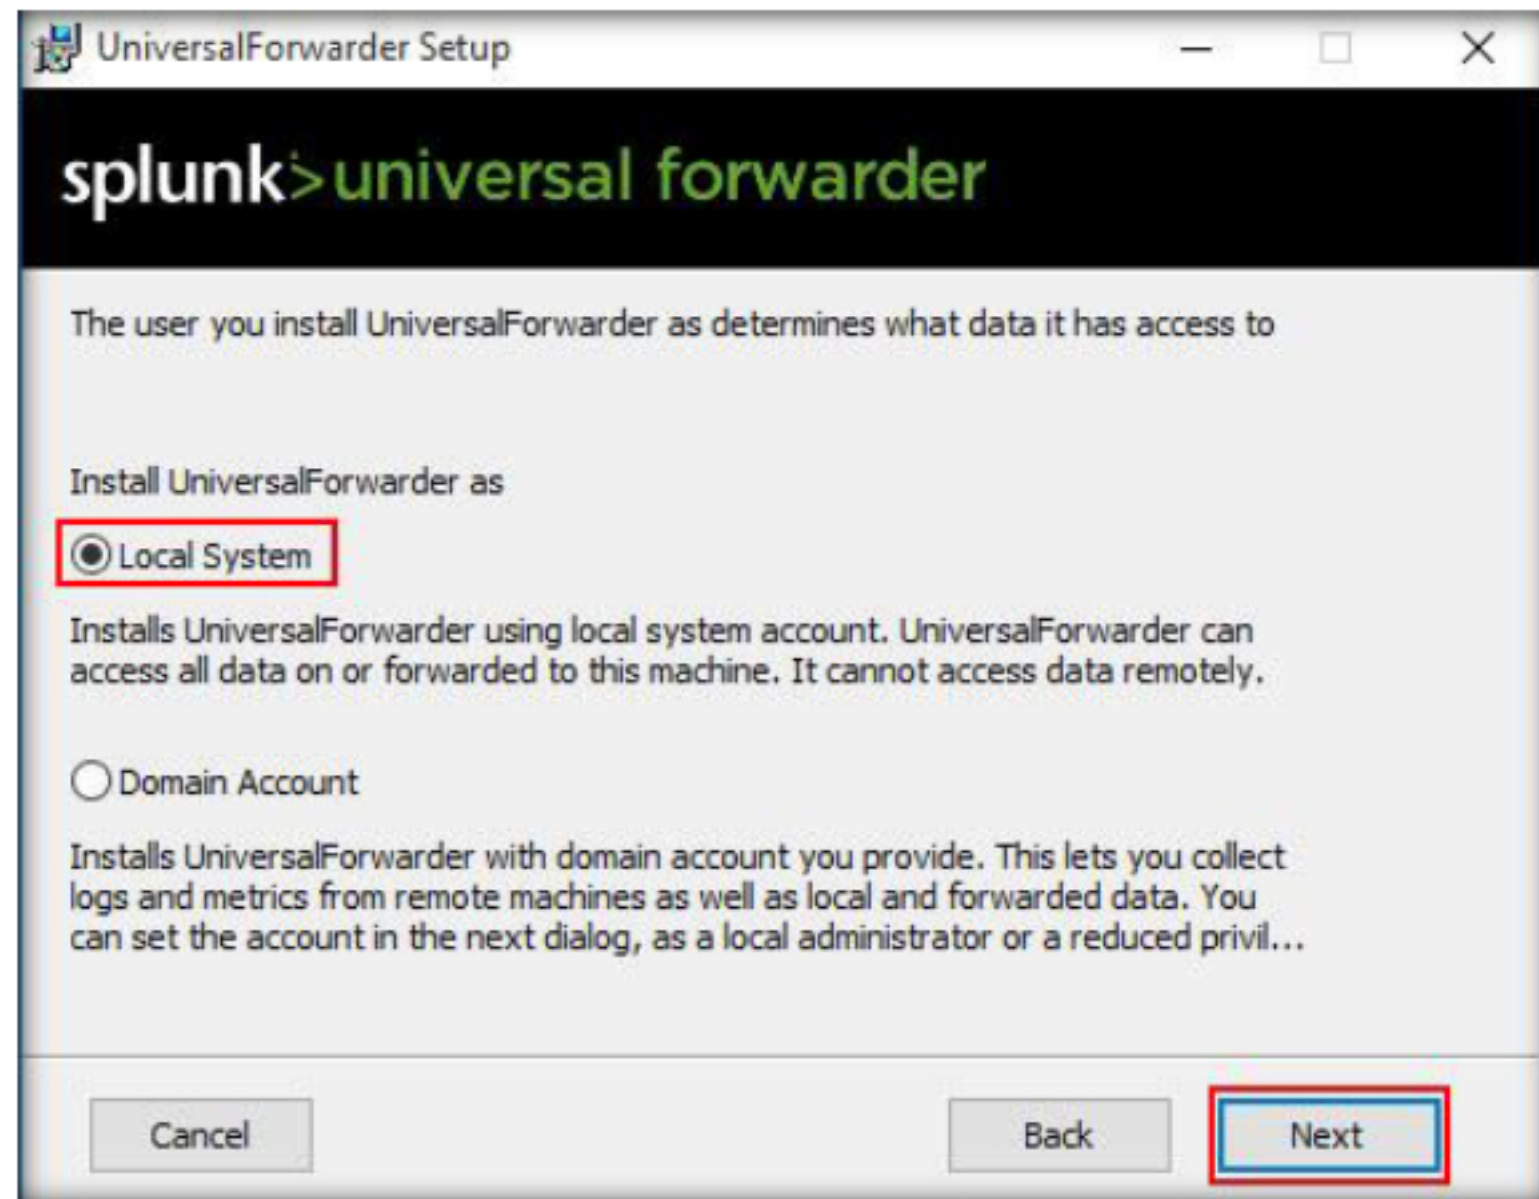 UniversalForwarder Setup
splunk>universal forwarder
The user you install UniversalForwarder as determines what data it has access to
Install UniversalForwarder as
Local System
Installs UniversalForwarder using local system account. UniversalForwarder can
access all data on or forwarded to this machine. It cannot access data remotely.
Domain Account
Installs UniversalForwarder with domain account you provide. This lets you collect
logs and metrics from remote machines as well as local and forwarded data. You
can set the account in the next dialog, as a local administrator or a reduced privil...
Cancel
Back
Next